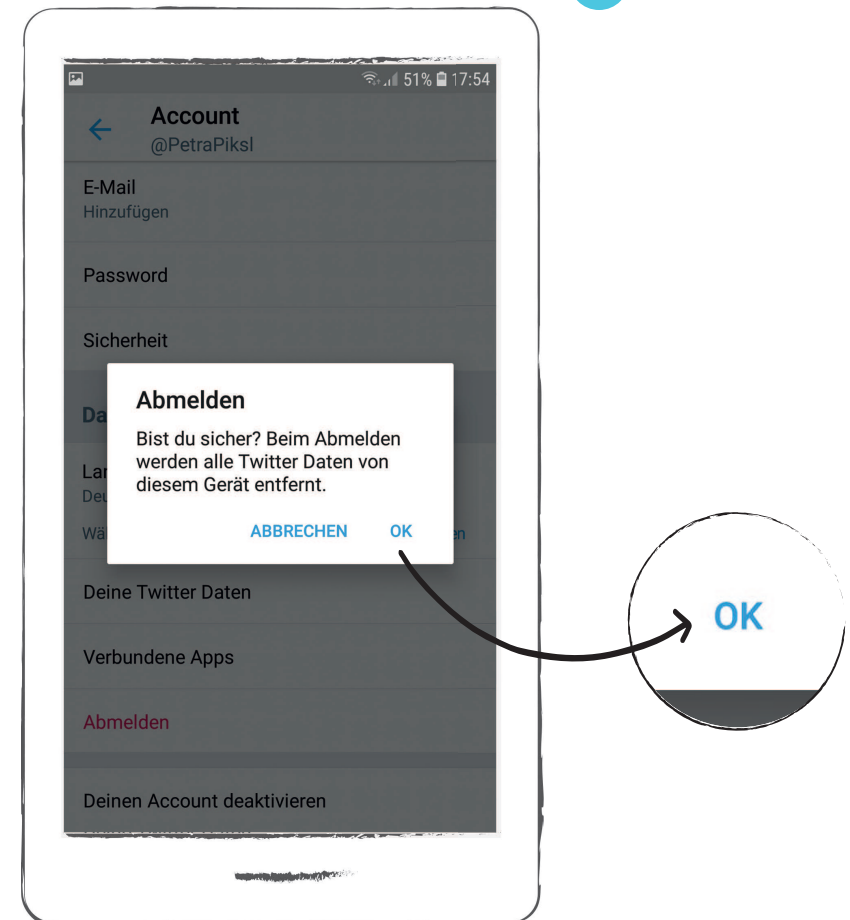 51% 17:54
Account
@PetraPiksl
E-Mail
Hinzufügen
Password
Sicherheit
Abmelden
Bist du sicher? Beim Abmelden
werden alle Twitter Daten von
diesem Gerät entfernt.
ABBRECHEN OK
Deine Twitter Daten
Verbundene Apps
Abmelden
Deinen Account deaktivieren
OK